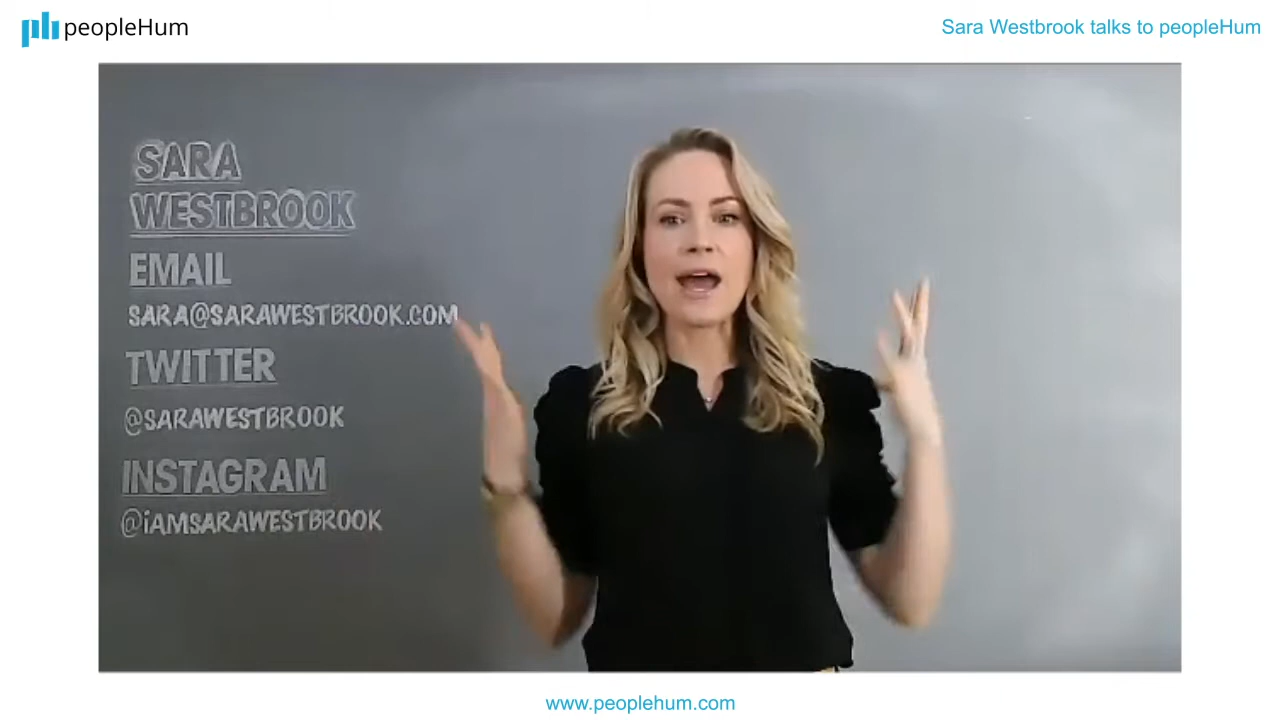 peopleHum
Sara Westbrook talks to peopleHum
SARA
WESTBROOK
EMAIL
SARA@SARAWESTBROOK.COM
TWITTER
@SARAWESTBROOK
INSTAGRAM
@iAMSARAWESTBROOK
www.peoplehum.com